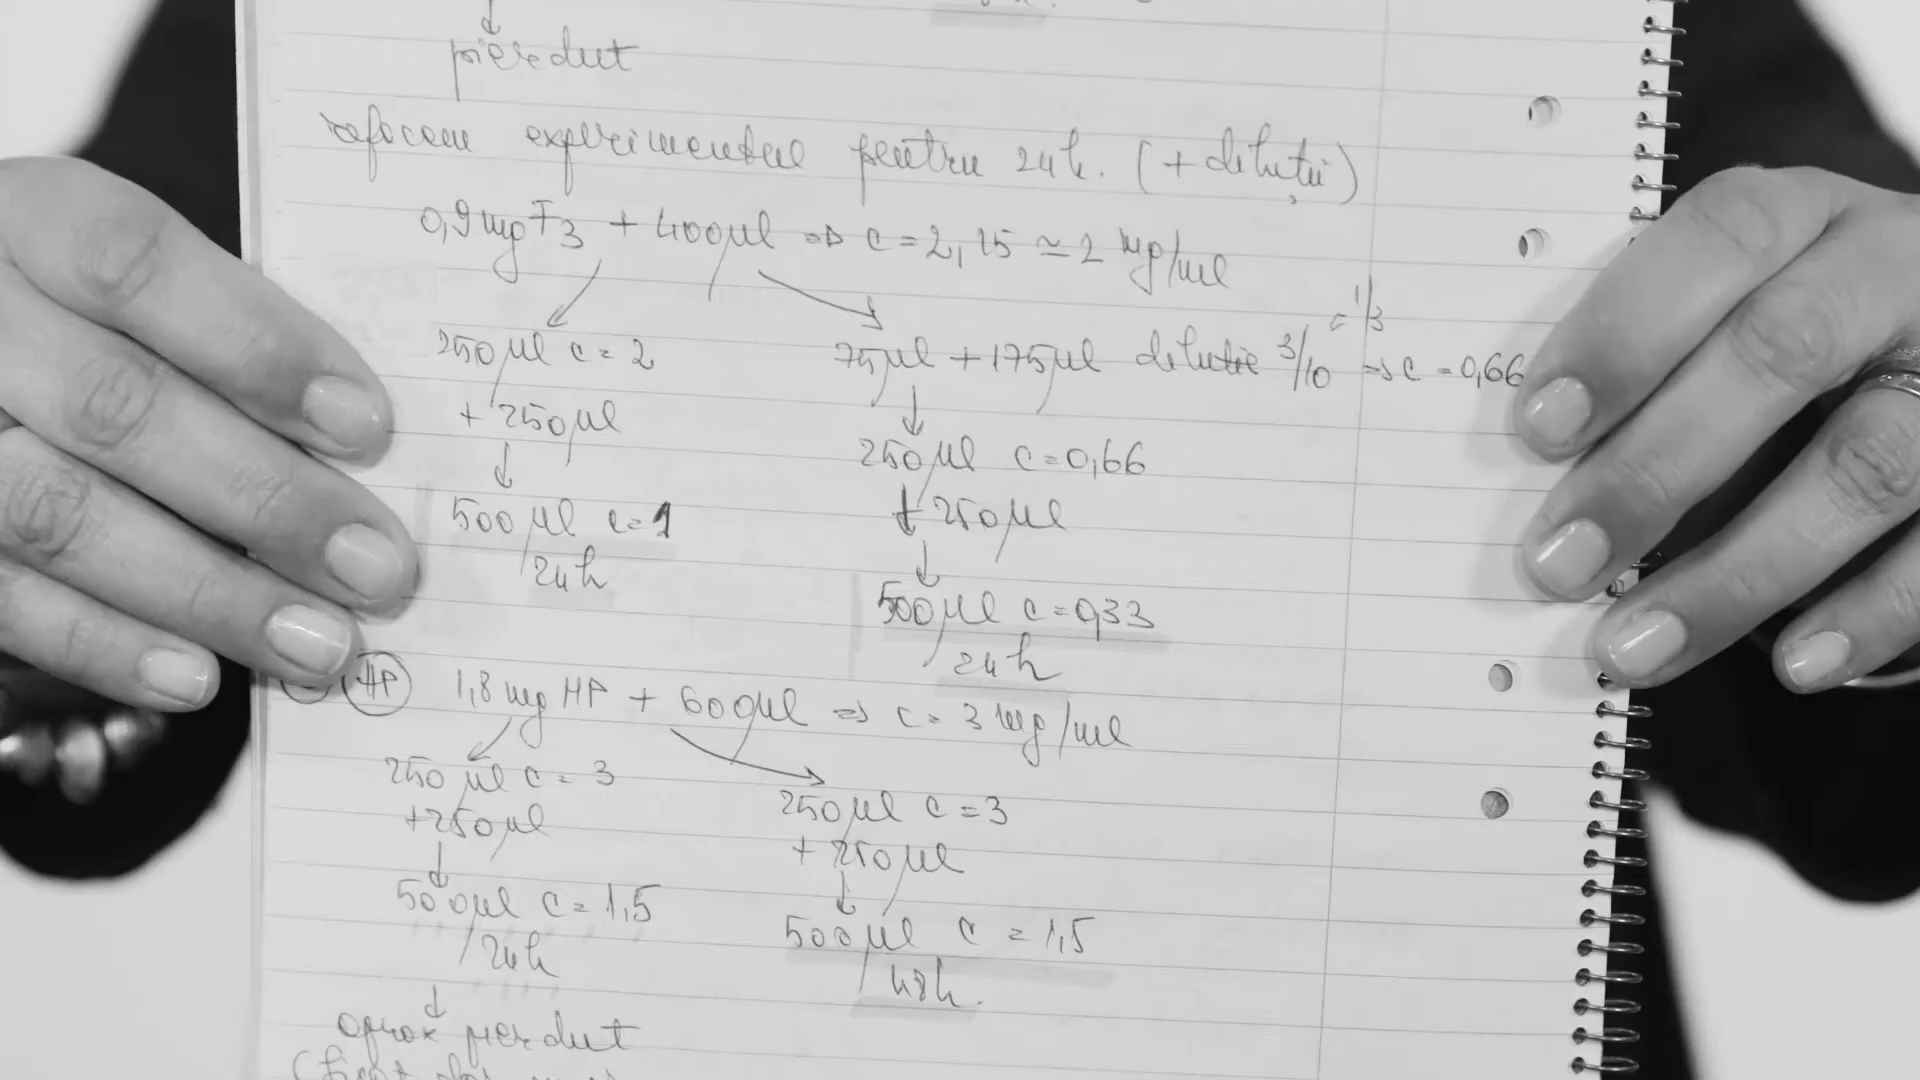 pierdut
refacem experimentul pentru 24h. (+ diluții)
0,9 mg T3 + 400 µl => c = 2,25 ≃ 2 mg/ml
= 1/3
250 µl c = 2
75 µl + 175 µl diluție 3/10 => c = 0,66
+ 250 µl
↓
500 µl c = 1
/24h
↓
250 µl c = 0,66
+ 250 µl
↓
500 µl c = 0,33
/24h
HP 1,8 mg HP + 600 µl => c = 3 mg/ml
250 µl c = 3
+ 250 µl
↓
500 µl c = 1,5
/24h
↓
aprox pierdut
250 µl c = 3
+ 250 µl
↓
500 µl c = 1,5
/48h.